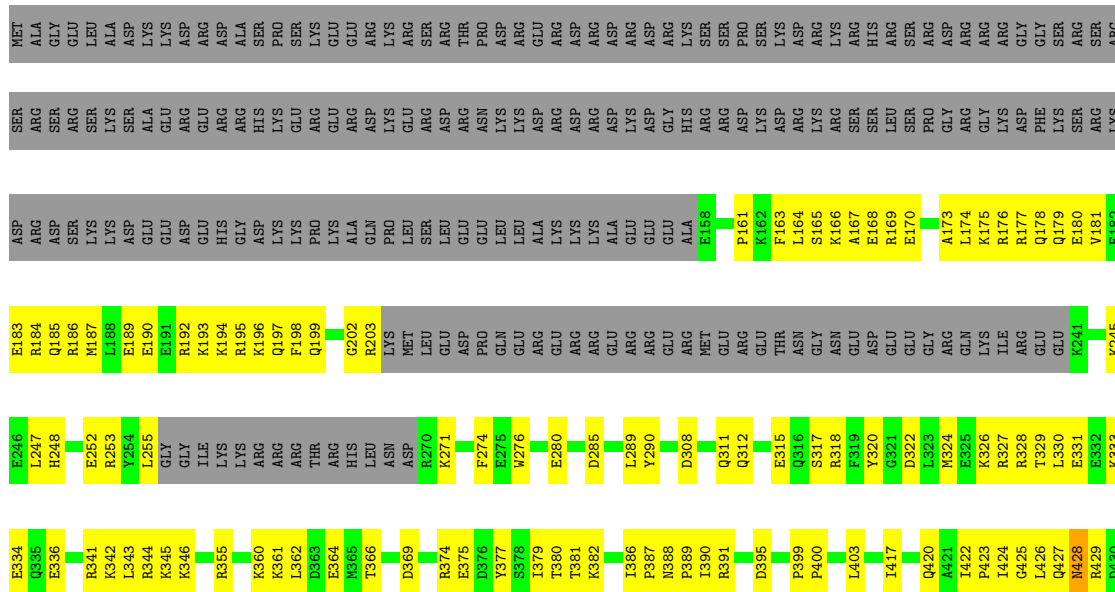 MET ALA GLY GLU LEU ALA ASP LYS LYS ASP ARG ASP ALA SER PRO SER LYS GLU GLU ARG LYS ARG SER ARG THR PRO ASP ARG GLU ARG ASP ARG ASP ARG ASP ARG LYS SER SER PRO SER LYS ASP ARG LYS ARG HIS ARG SER ARG ASP ARG ARG ARG GLY GLY SER ARG SER ARG
SER ARG SER ARG SER LYS SER ALA GLU ARG GLU ARG ARG HIS LYS GLU ARG GLU ARG ASP LYS GLU ARG ASP ARG ASN LYS LYS ASP ARG ASP ARG ASP LYS ASP GLY HIS ARG ARG ASP LYS ASP ARG LYS ARG SER SER LEU SER PRO GLY ARG GLY LYS ASP PHE LYS SER ARG LYS
ASP ARG ASP SER LYS LYS ASP GLU GLU ASP GLU HIS GLY ASP LYS LYS PRO LYS ALA GLN PRO LEU SER LEU GLU GLU LEU LEU ALA LYS LYS LYS ALA GLU GLU GLU ALA E158 P161 K162 F163 L164 S165 K166 A167 E168 R169 E170 A173 L174 K175 R176 R177 Q178 Q179 E180 V181 E182
E183 R184 Q185 R186 M187 L188 E189 E190 E191 R192 K193 K194 R195 K196 Q197 F198 Q199 G202 R203 LYS MET LEU GLU ASP PRO GLN GLU ARG GLU ARG ARG GLU ARG ARG GLU ARG MET GLU ARG GLU THR ASN GLY ASN GLU ASP GLU GLU GLY ARG GLN LYS ILE ARG GLU GLU K241 K245
E246 L247 H248 E252 R253 Y254 L255 GLY GLY ILE LYS LYS ARG ARG ARG THR ARG HIS LEU ASN ASP R270 K271 F274 E275 W276 E280 D285 L289 Y290 D308 Q311 Q312 E315 Q316 S317 R318 F319 Y320 G321 D322 L323 M324 E325 K326 R327 R328 T329 L330 E331 E332 K333
E334 Q335 E336 R341 K342 L343 R344 K345 K346 R355 K360 K361 L362 D363 E364 M365 T366 D369 R374 E375 D376 Y377 S378 I379 T380 T381 K382 I386 P387 N388 P389 I390 R391 D395 P399 P400 L403 I417 Q420 A421 I422 P423 I424 G425 L426 Q427 N428 R429 D430